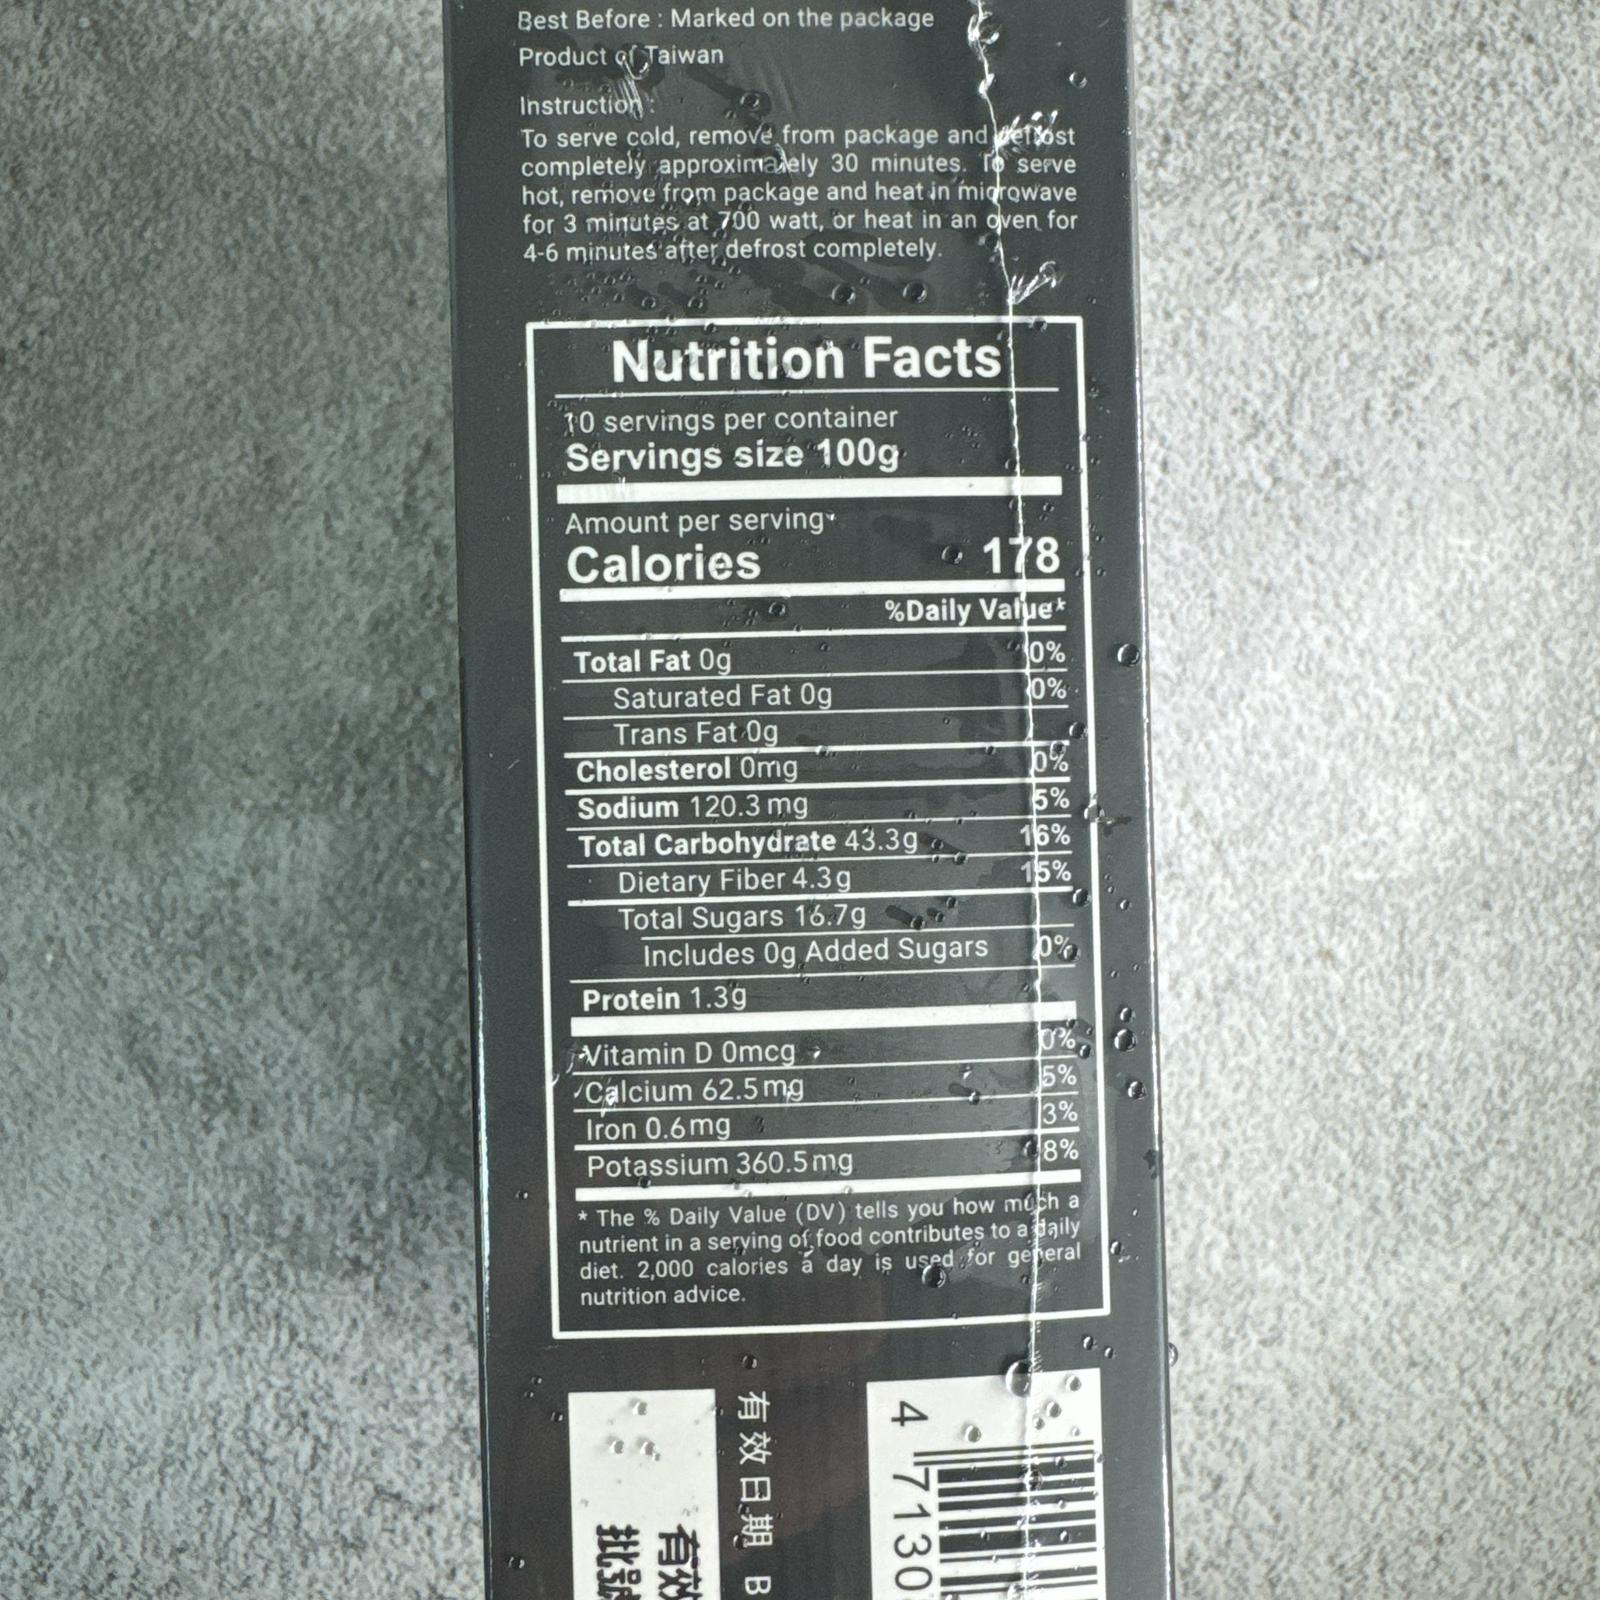 Best Before : Marked on the package
Product of Taiwan
Instruction :
To serve cold, remove from package and defrost
completely approximately 30 minutes. To serve
hot, remove from package and heat in microwave
for 3 minutes at 700 watt, or heat in an oven for
4-6 minutes after defrost completely.
Nutrition Facts
10 servings per container
Servings size 100g
Amount per serving
Calories 178
%Daily Value*
Total Fat 0g 0%
Saturated Fat 0g 0%
Trans Fat 0g
Cholesterol 0mg 0%
Sodium 120.3mg 5%
Total Carbohydrate 43.3g 16%
Dietary Fiber 4.3g 15%
Total Sugars 16.7g
Includes 0g Added Sugars 0%
Protein 1.3g
Vitamin D 0mcg 0%
Calcium 62.5mg 5%
Iron 0.6mg 3%
Potassium 360.5mg 8%
* The % Daily Value (DV) tells you how much a
nutrient in a serving of food contributes to a daily
diet. 2,000 calories a day is used for general
nutrition advice.
有效日期 B
有效
批號
4 7130